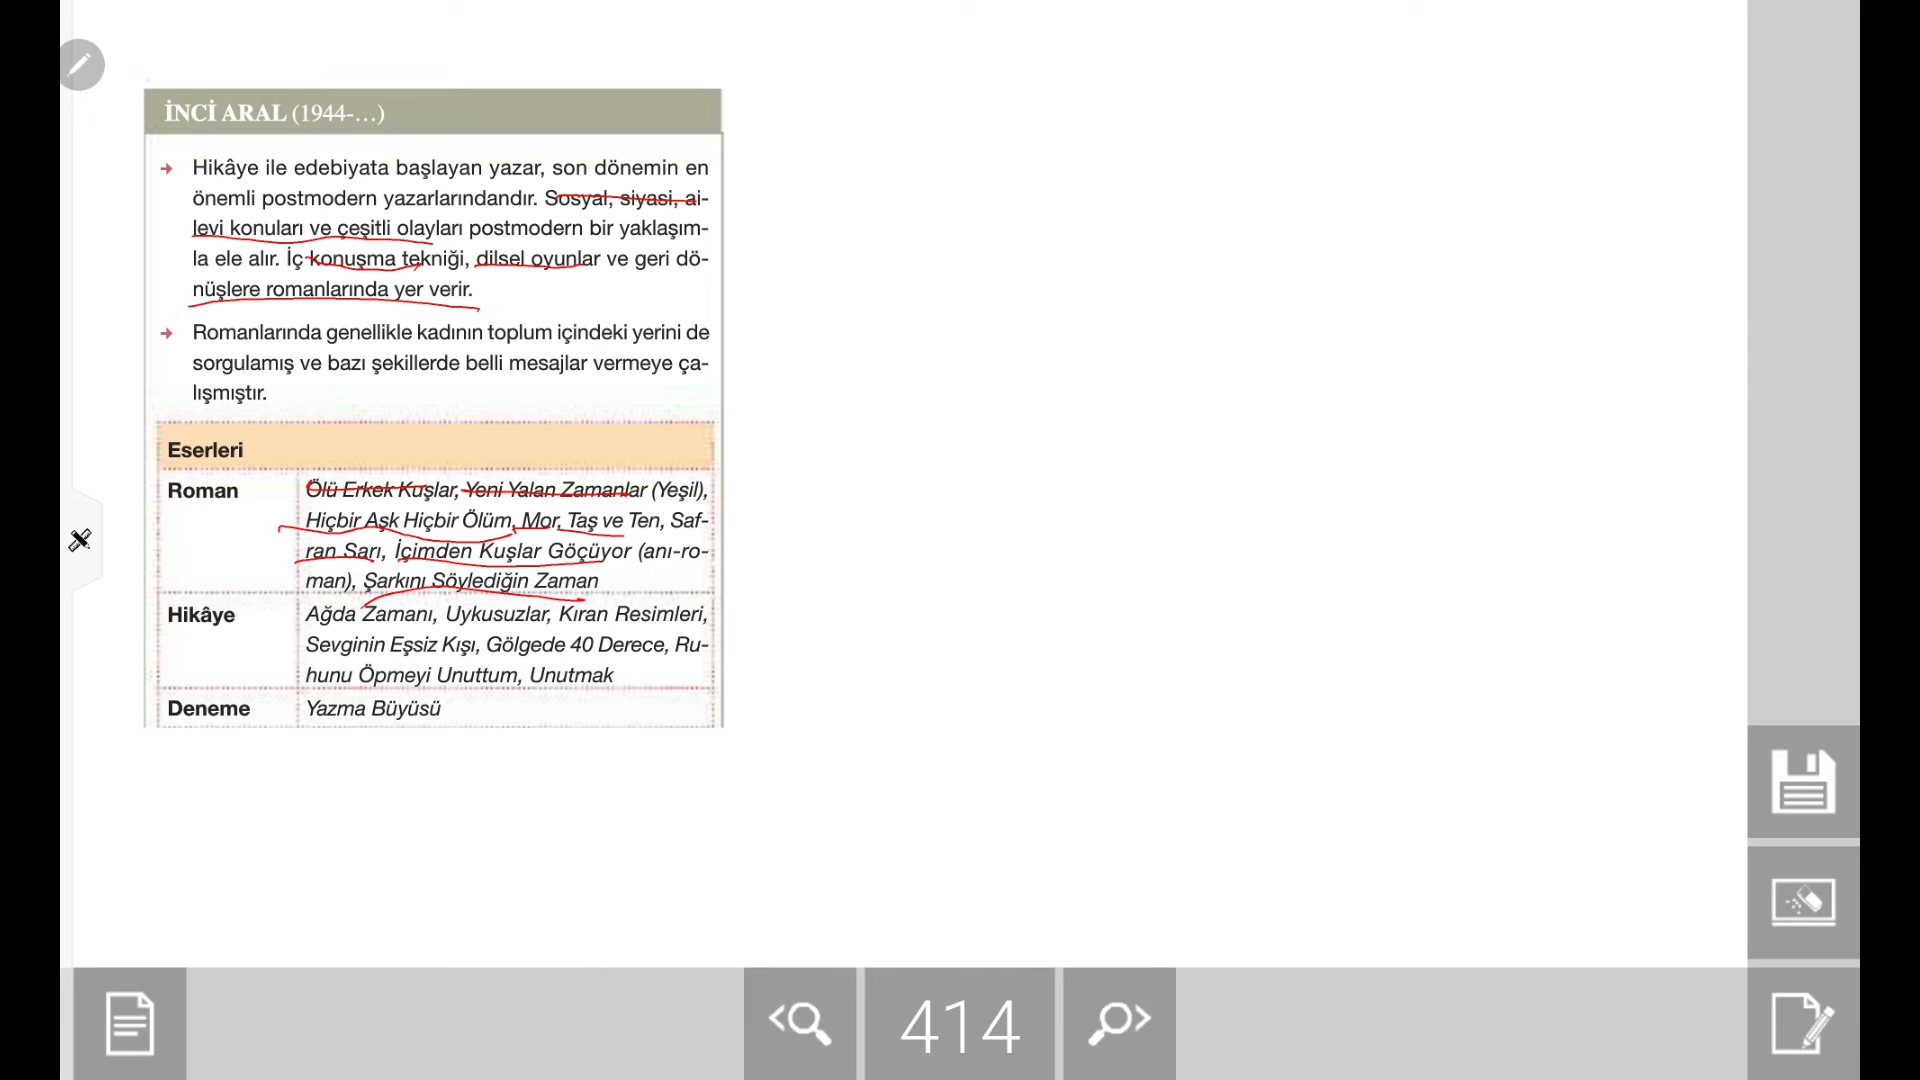 İNCİ ARAL (1944-…)
→ Hikâye ile edebiyata başlayan yazar, son dönemin en
önemli postmodern yazarlarındandır. Sosyal, siyasi, ai-
levi konuları ve çeşitli olayları postmodern bir yaklaşım-
la ele alır. İç konuşma tekniği, dilsel oyunlar ve geri dö-
nüşlere romanlarında yer verir.
→ Romanlarında genellikle kadının toplum içindeki yerini de
sorgulamış ve bazı şekillerde belli mesajlar vermeye ça-
lışmıştır.
Eserleri
Roman Ölü Erkek Kuşlar, Yeni Yalan Zamanlar (Yeşil),
Hiçbir Aşk Hiçbir Ölüm, Mor, Taş ve Ten, Saf-
ran Sarı, İçimden Kuşlar Göçüyor (anı-ro-
man), Şarkını Söylediğin Zaman
Hikâye Ağda Zamanı, Uykusuzlar, Kıran Resimleri,
Sevginin Eşsiz Kışı, Gölgede 40 Derece, Ru-
hunu Öpmeyi Unuttum, Unutmak
Deneme Yazma Büyüsü
414